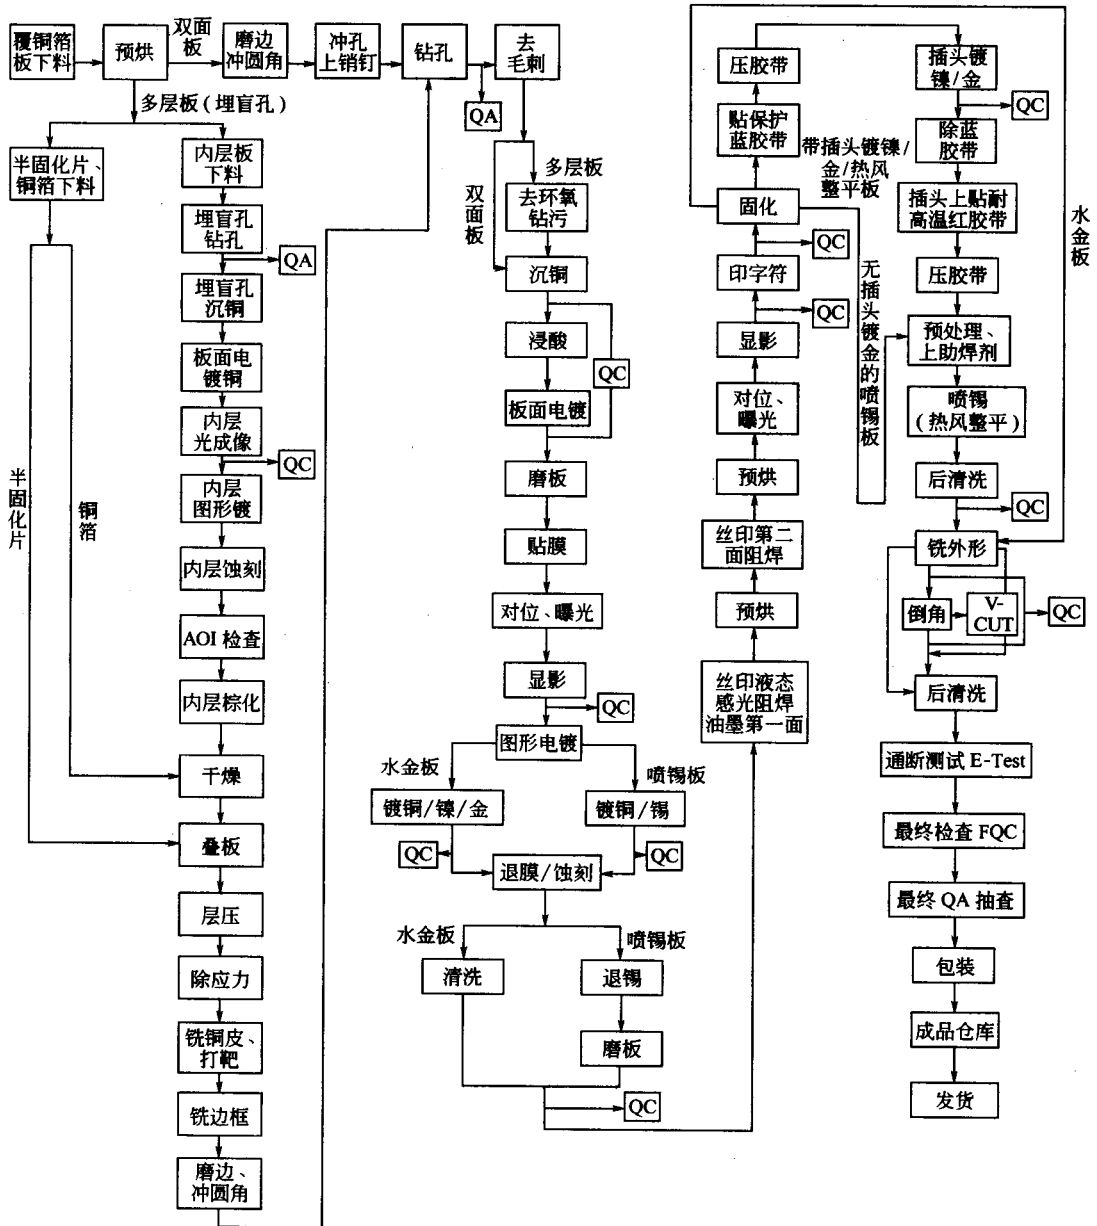 覆铜箔
板下料
预烘
双面
板
磨边
冲圆角
冲孔
上销钉
钻孔
去
毛刺
QA
多层板(埋盲孔)
半固化片、
铜箔下料
内层板
下料
埋盲孔
钻孔
QA
埋盲孔
沉铜
板面电
镀铜
内层
光成像
QC
内层
图形镀
半固化片
铜箔
内层蚀刻
AOI 检查
内层棕化
干燥
叠板
层压
除应力
铣铜皮、
打靶
铣边框
磨边、
冲圆角
双面板
多层板
去环氧
钻污
沉铜
浸酸
QC
板面电镀
磨板
贴膜
对位、曝光
显影
QC
图形电镀
水金板
喷锡板
镀铜/镍/金
镀铜/锡
QC
QC
退膜/蚀刻
水金板
喷锡板
清洗
退锡
磨板
QC
丝印液态
感光阻焊
油墨第一面
预烘
丝印第二
面阻焊
预烘
对位、
曝光
显影
QC
印字符
QC
固化
贴保护
蓝胶带
压胶带
带插头镀镍/
金/热风
整平板
无插头镀金的喷锡板
水金板
插头镀
镍/金
QC
除蓝
胶带
插头上贴耐
高温红胶带
压胶带
预处理、
上助焊剂
喷锡
(热风整平)
后清洗
QC
铣外形
倒角
V-
CUT
QC
后清洗
通断测试 E-Test
最终检查 FQC
最终 QA 抽查
包装
成品仓库
发货